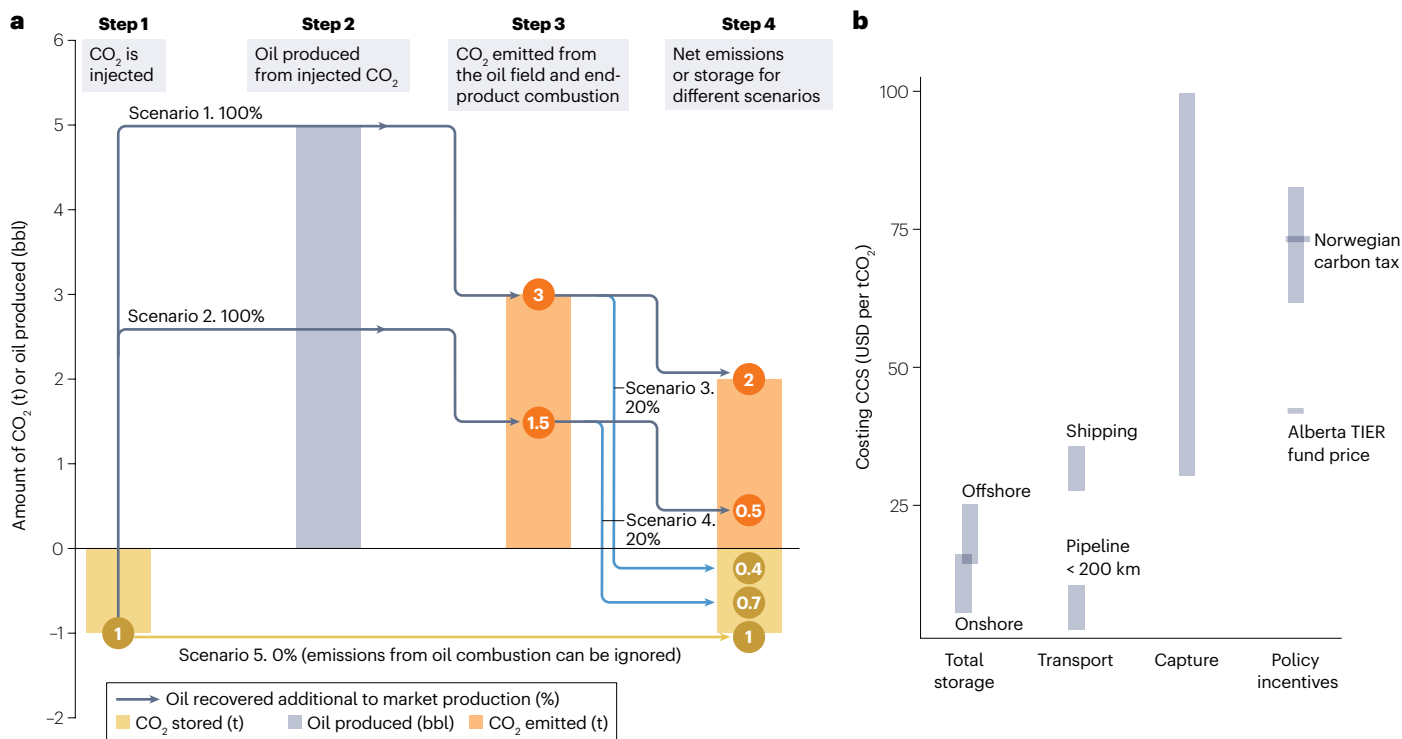 a
Step 1
CO₂ is
injected
Step 2
Oil produced
from injected CO₂
Step 3
CO₂ emitted from
the oil field and end-
product combustion
Step 4
Net emissions
or storage for
different scenarios
Amount of CO₂ (t) or oil produced (bbl)
6
5
4
3
2
1
0
−1
−2
Scenario 1. 100%
Scenario 2. 100%
3
1.5
Scenario 3.
20%
Scenario 4.
20%
2
0.5
0.4
0.7
1
1
Scenario 5. 0% (emissions from oil combustion can be ignored)
Oil recovered additional to market production (%)
CO₂ stored (t)
Oil produced (bbl)
CO₂ emitted (t)
b
Costing CCS (USD per tCO₂)
100
75
50
25
Offshore
Onshore
Shipping
Pipeline
< 200 km
Norwegian
carbon tax
Alberta TIER
fund price
Total
storage
Transport
Capture
Policy
incentives